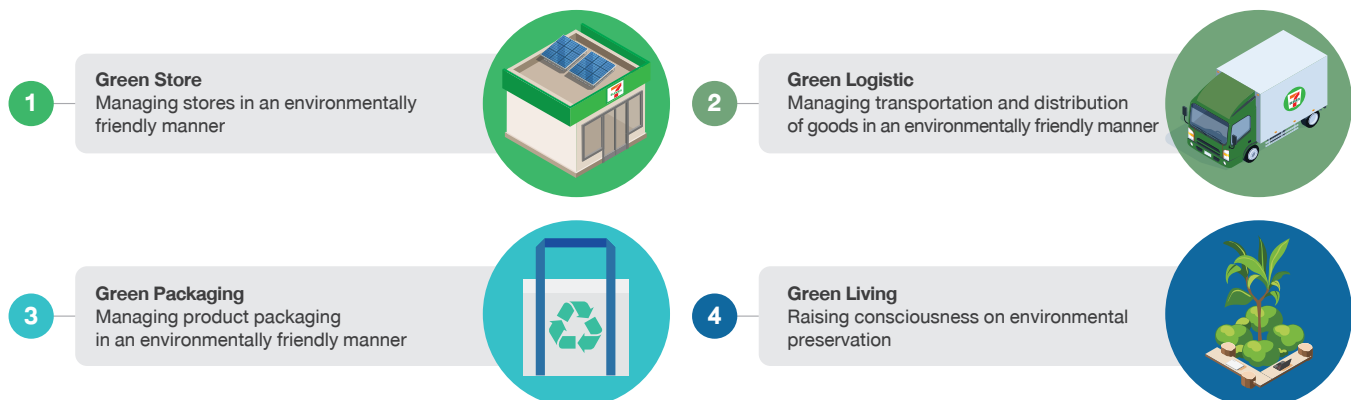 1
Green Store
Managing stores in an environmentally
friendly manner
7
2
Green Logistic
Managing transportation and distribution
of goods in an environmentally friendly manner
7
3
Green Packaging
Managing product packaging
in an environmentally friendly manner
4
Green Living
Raising consciousness on environmental
preservation